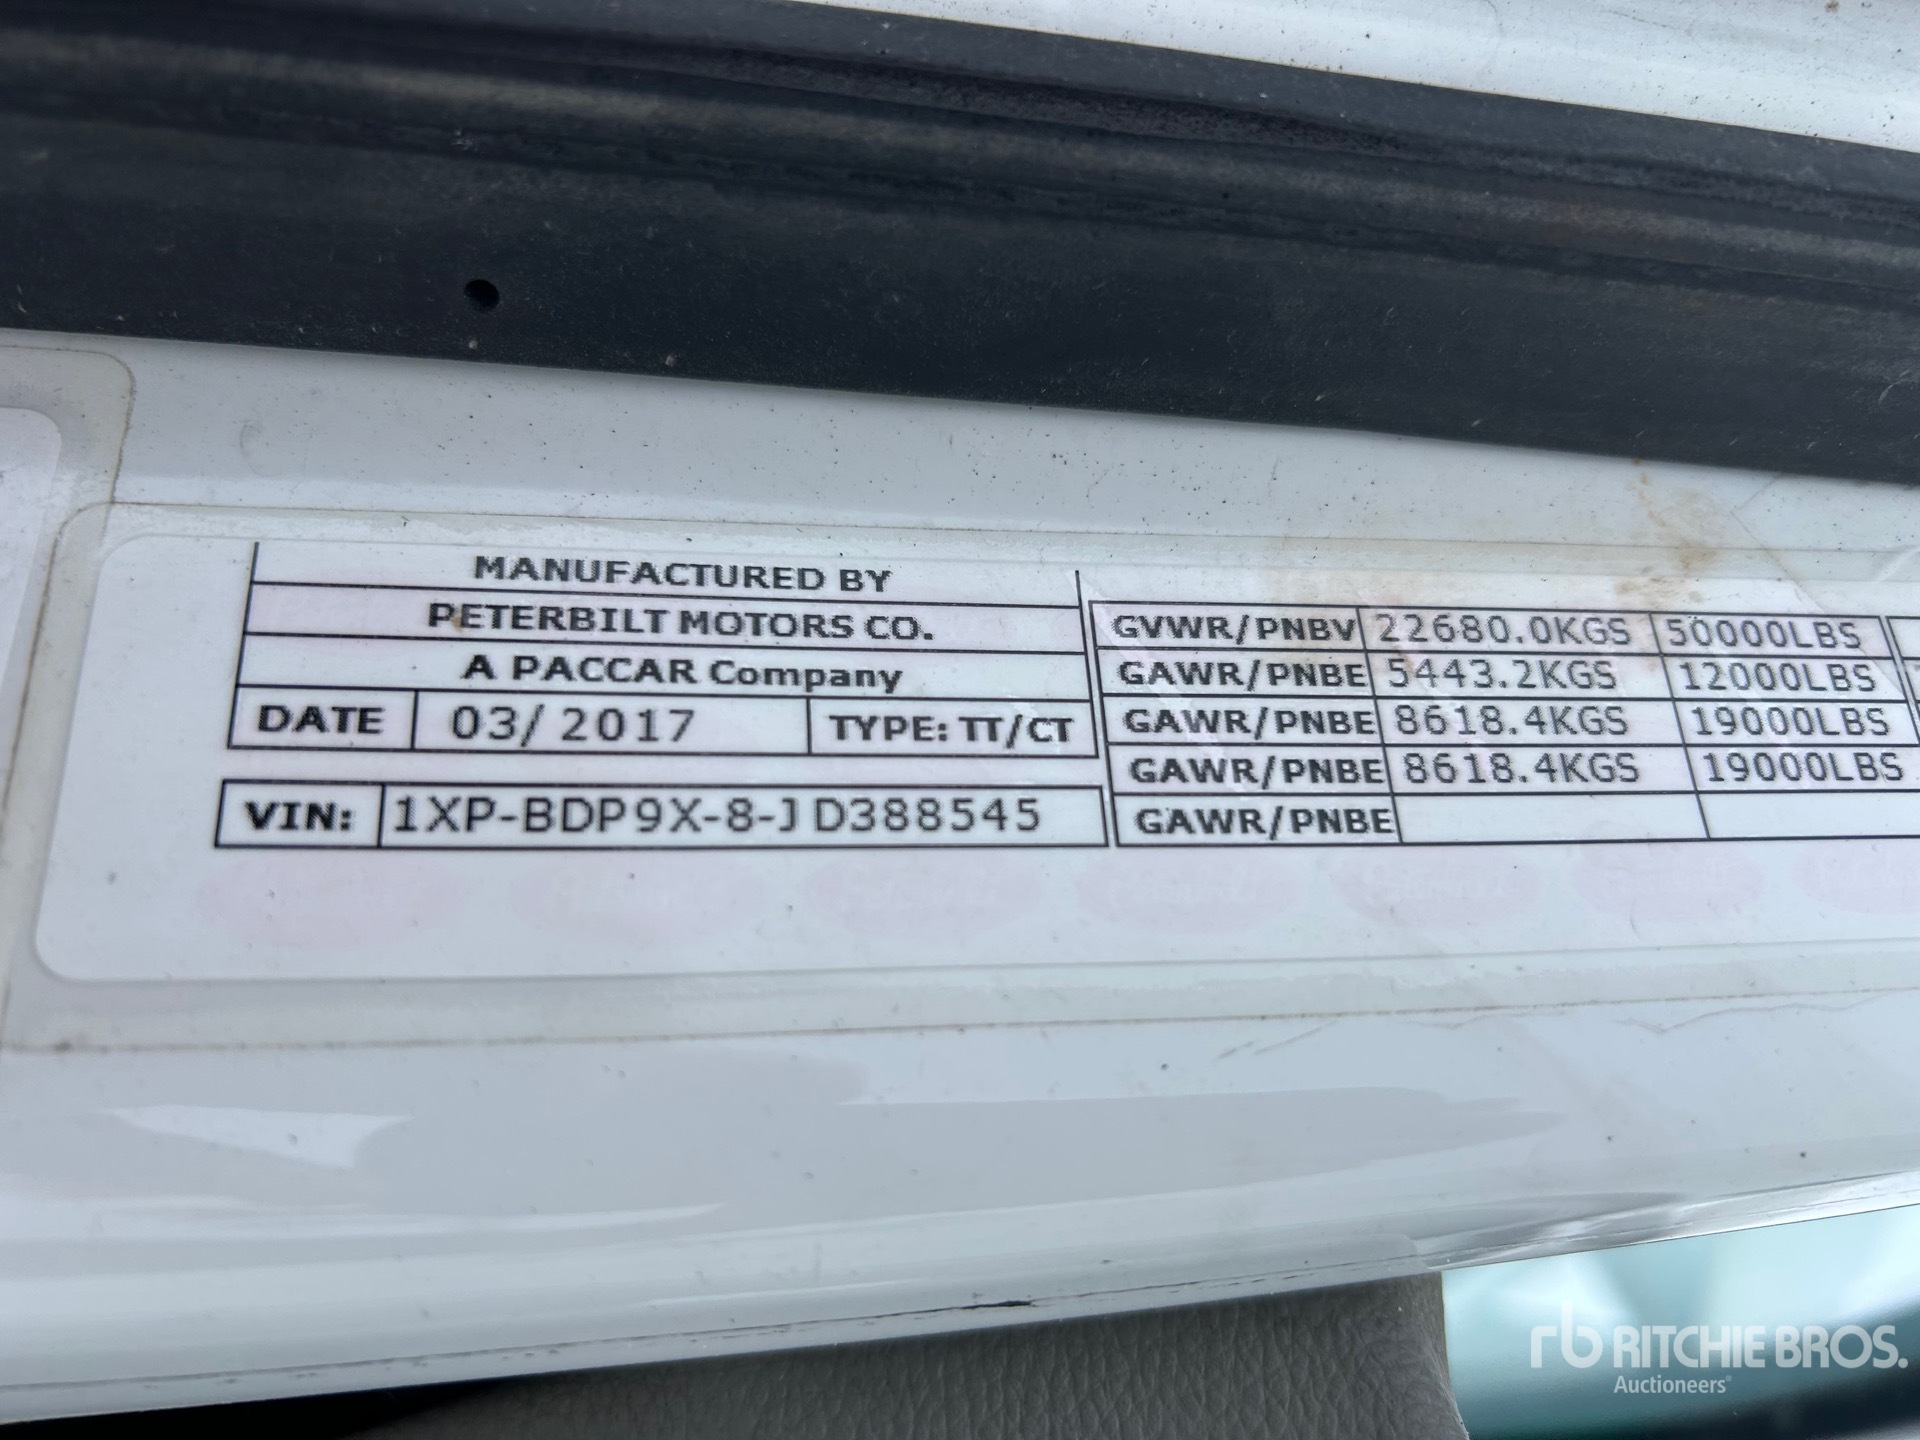 MANUFACTURED BY
PETERBILT MOTORS CO.
A PACCAR Company
DATE 03/ 2017 TYPE: TT/CT
VIN: 1XP-BDP9X-8-JD388545
GVWR/PNBV 22680.0KGS 50000LBS
GAWR/PNBE 5443.2KGS 12000LBS
GAWR/PNBE 8618.4KGS 19000LBS
GAWR/PNBE 8618.4KGS 19000LBS
GAWR/PNBE
rb RITCHIE BROS.
Auctioneers